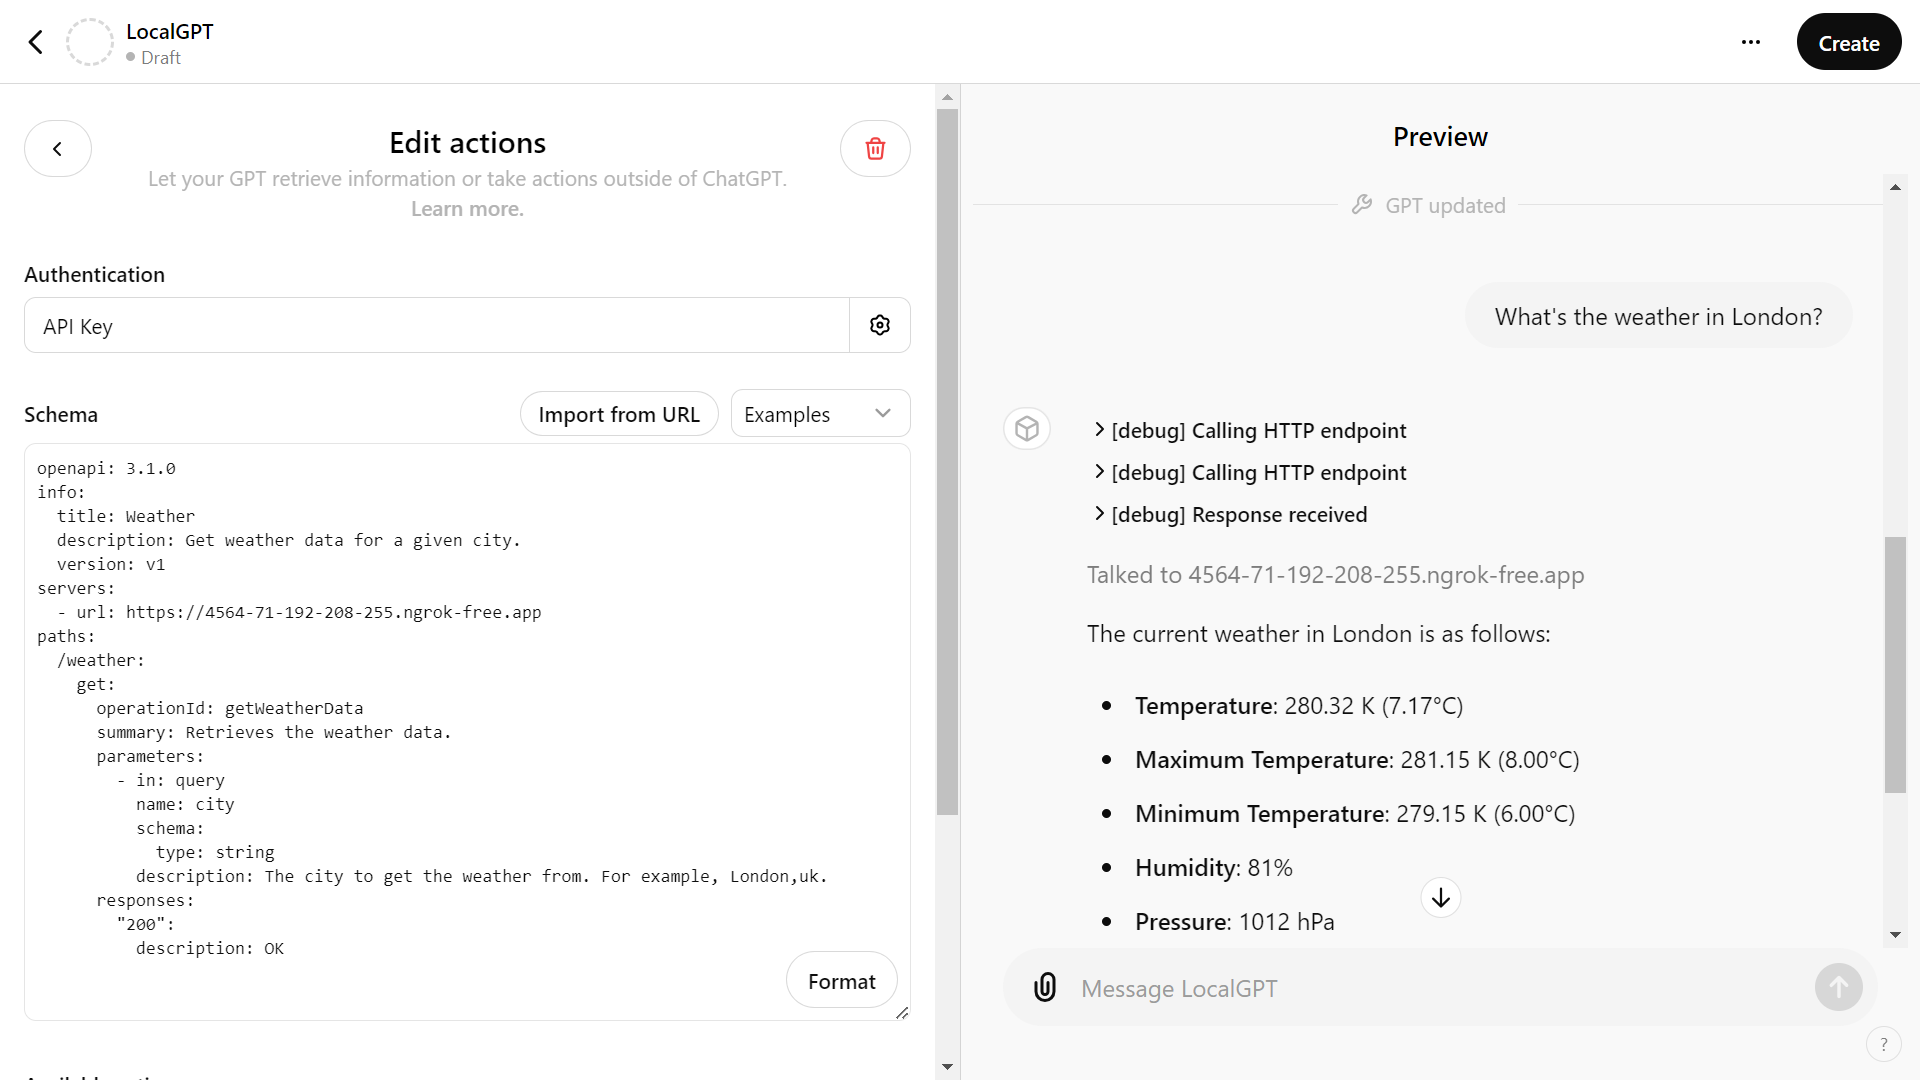 LocalGPT
Draft
Create
Edit actions
Let your GPT retrieve information or take actions outside of ChatGPT.
Learn more.
Authentication
API Key
Schema
Import from URL
Examples
openapi: 3.1.0
info:
  title: Weather
  description: Get weather data for a given city.
  version: v1
servers:
  - url: https://4564-71-192-208-255.ngrok-free.app
paths:
  /weather:
    get:
      operationId: getWeatherData
      summary: Retrieves the weather data.
      parameters:
        - in: query
          name: city
          schema:
            type: string
          description: The city to get the weather from. For example, London,uk.
      responses:
        "200":
          description: OK
Format
Preview
GPT updated
What's the weather in London?
[debug] Calling HTTP endpoint
[debug] Calling HTTP endpoint
[debug] Response received
Talked to 4564-71-192-208-255.ngrok-free.app
The current weather in London is as follows:
• Temperature: 280.32 K (7.17°C)
• Maximum Temperature: 281.15 K (8.00°C)
• Minimum Temperature: 279.15 K (6.00°C)
• Humidity: 81%
• Pressure: 1012 hPa
Message LocalGPT
?